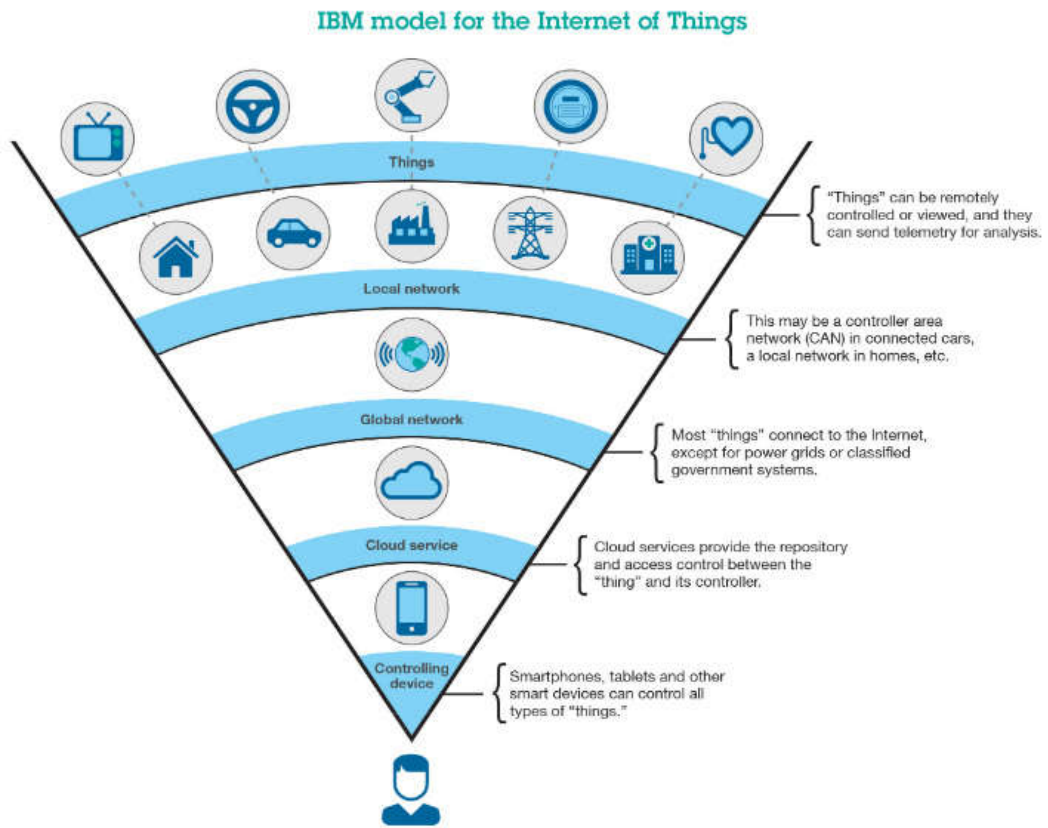 IBM model for the Internet of Things
Things
"Things" can be remotely
controlled or viewed, and they
can send telemetry for analysis.
Local network
This may be a controller area
network (CAN) in connected cars,
a local network in homes, etc.
Global network
Most "things" connect to the Internet,
except for power grids or classified
government systems.
Cloud service
Cloud services provide the repository
and access control between the
"thing" and its controller.
Controlling
device
Smartphones, tablets and other
smart devices can control all
types of "things."